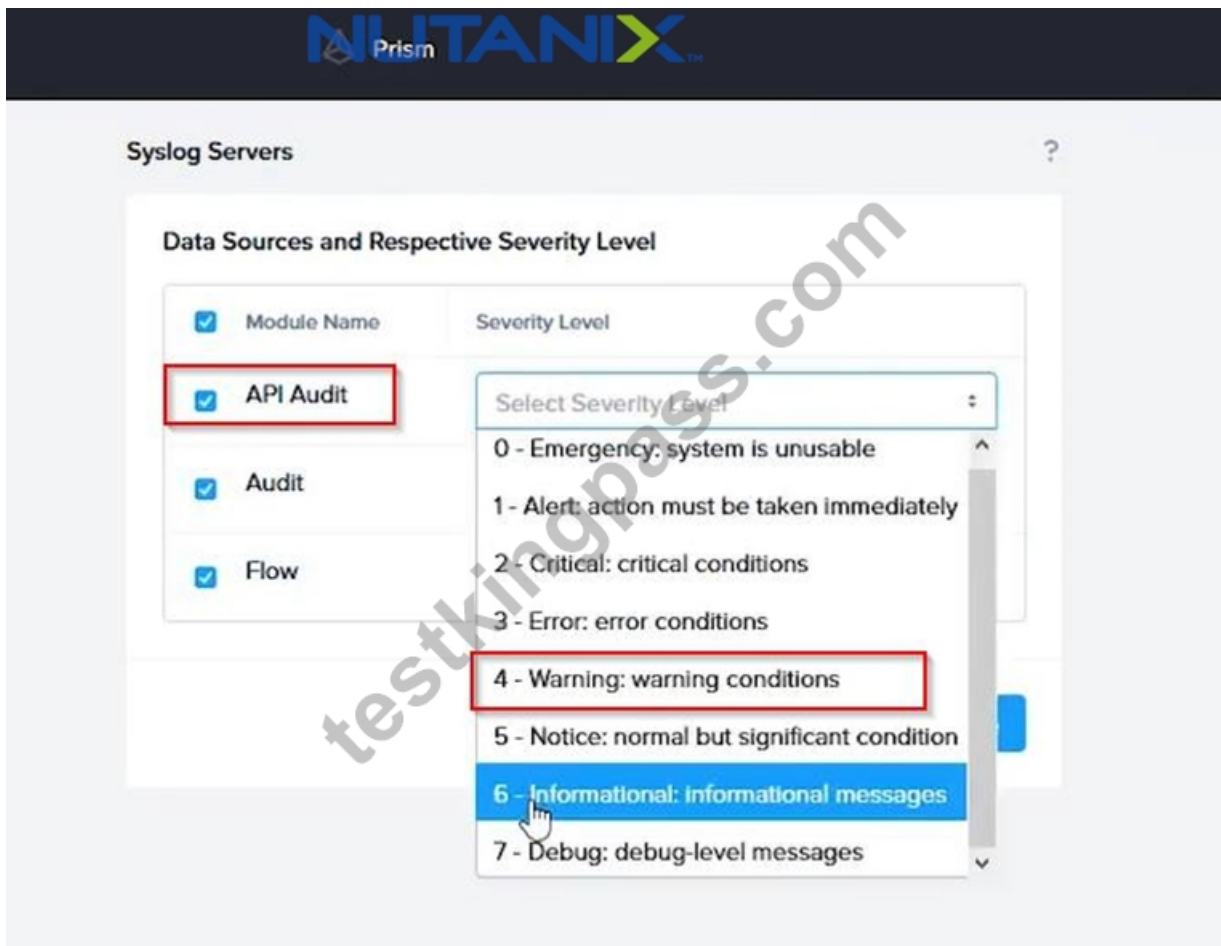 NUTANIX™
Prism
Syslog Servers
?
Data Sources and Respective Severity Level
Module Name
Severity Level
API Audit
Select Severity Level
0 - Emergency: system is unusable
1 - Alert: action must be taken immediately
Audit
2 - Critical: critical conditions
Flow
3 - Error: error conditions
4 - Warning: warning conditions
5 - Notice: normal but significant condition
6 - Informational: informational messages
7 - Debug: debug-level messages
testkingpass.com